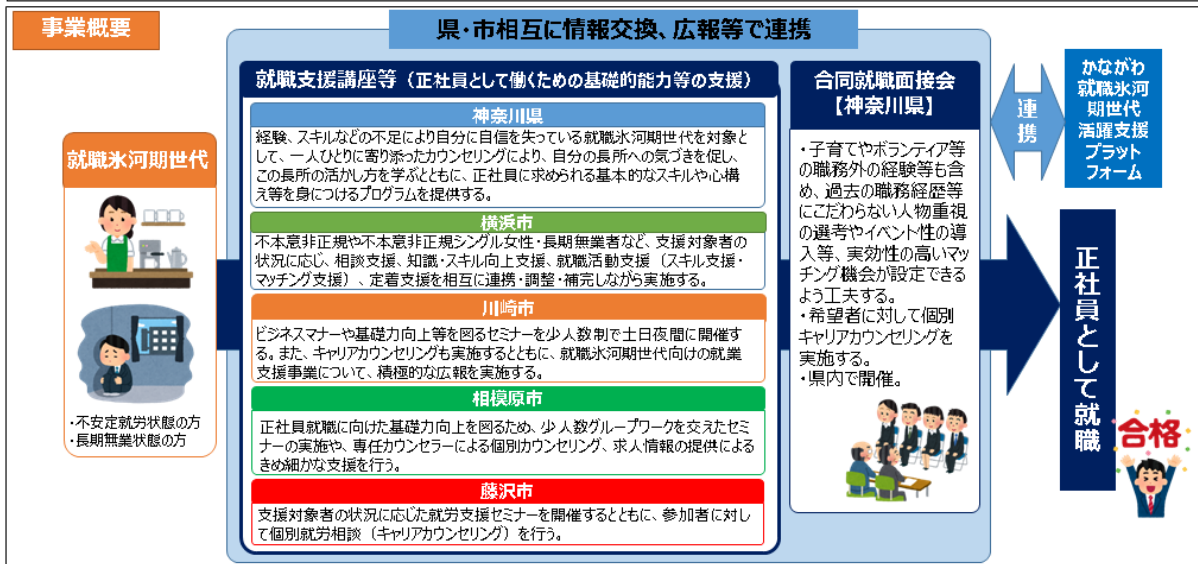 事業概要
県・市相互に情報交換、広報等で連携
就職氷河期世代
・不安定就労状態の方
・長期無業状態の方
就職支援講座等（正社員として働くための基礎的能力等の支援）
神奈川県
経験、スキルなどの不足により自分に自信を失っている就職氷河期世代を対象と
して、一人ひとりに寄り添ったカウンセリングにより、自分の長所への気づきを促し、
この長所の活かし方を学ぶとともに、正社員に求められる基本的なスキルや心構
え等を身につけるプログラムを提供する。
横浜市
不本意非正規や不本意非正規シングル女性・長期無業者など、支援対象者の
状況に応じ、相談支援、知識・スキル向上支援、就職活動支援（スキル支援・
マッチング支援）、定着支援を相互に連携・調整・補完しながら実施する。
川崎市
ビジネスマナーや基礎力向上等を図るセミナーを少人数制で土日夜間に開催す
る。また、キャリアカウンセリングも実施するとともに、就職氷河期世代向けの就業
支援事業について、積極的な広報を実施する。
相模原市
正社員就職に向けた基礎力向上を図るため、少人数グループワークを交えたセミ
ナーの実施や、専任カウンセラーによる個別カウンセリング、求人情報の提供による
きめ細かな支援を行う。
藤沢市
支援対象者の状況に応じた就労支援セミナーを開催するとともに、参加者に対し
て個別就労相談（キャリアカウンセリング）を行う。
合同就職面接会
【神奈川県】
・子育てやボランティア等
の職務外の経験等も含
め、過去の職務経歴等
にこだわらない人物重視
の選考やイベント性の導
入等、実効性の高いマッ
チング機会が設定できる
よう工夫する。
・希望者に対して個別
キャリアカウンセリングを
実施する。
・県内で開催。
連携
かながわ
就職氷河
期世代
活躍支援
プラット
フォーム
正社員として就職
合格